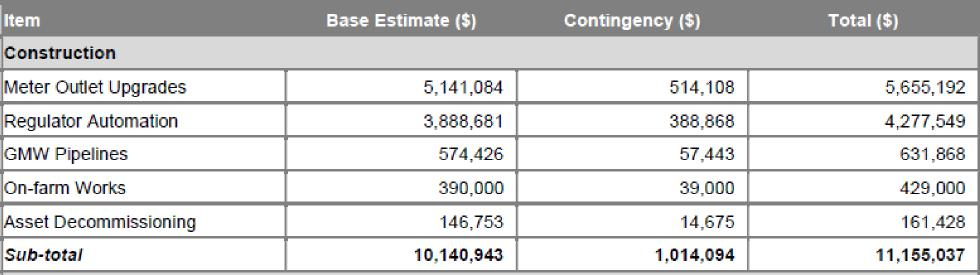 Item Base Estimate ($) Contingency ($) Total ($)
Construction
Meter Outlet Upgrades 5,141,084 514,108 5,655,192
Regulator Automation 3,888,681 388,868 4,277,549
GMW Pipelines 574,426 57,443 631,868
On-farm Works 390,000 39,000 429,000
Asset Decommissioning 146,753 14,675 161,428
Sub-total 10,140,943 1,014,094 11,155,037